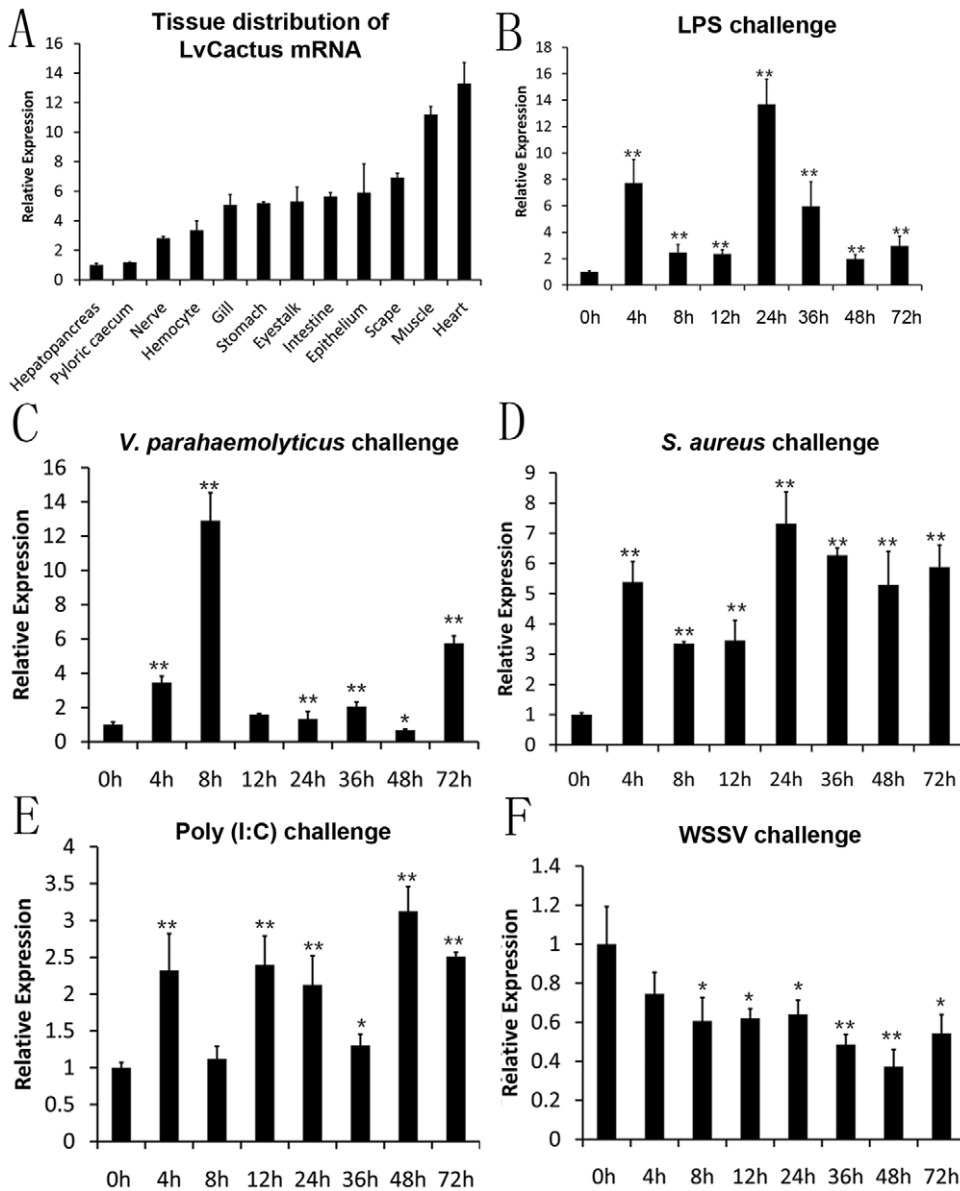 A
Tissue distribution of
LvCactus mRNA
Relative Expression
16
14
12
10
8
6
4
2
0
Hepatopancreas
Pyloric caecum
Nerve
Hemocyte
Gill
Stomach
Eyestalk
Intestine
Epithelium
Scape
Muscle
Heart
B
LPS challenge
Relative Expression
18
16
14
12
10
8
6
4
2
0
**
**
**
**
**
**
**
0h 4h 8h 12h 24h 36h 48h 72h
C
V. parahaemolyticus challenge
Relative Expression
16
14
12
10
8
6
4
2
0
**
**
**
**
*
**
0h 4h 8h 12h 24h 36h 48h 72h
D
S. aureus challenge
Relative Expression
9
8
7
6
5
4
3
2
1
0
**
**
**
**
**
**
**
0h 4h 8h 12h 24h 36h 48h 72h
E
Poly (I:C) challenge
Relative Expression
4
3.5
3
2.5
2
1.5
1
0.5
0
**
**
**
*
**
**
0h 4h 8h 12h 24h 36h 48h 72h
F
WSSV challenge
Relative Expression
1.4
1.2
1
0.8
0.6
0.4
0.2
0
*
*
*
**
**
*
0h 4h 8h 12h 24h 36h 48h 72h